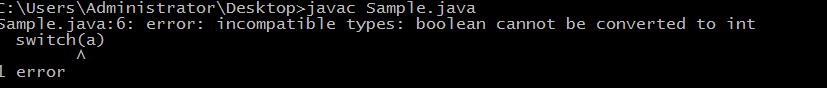 C:\Users\Administrator\Desktop>javac Sample.java
Sample.java:6: error: incompatible types: boolean cannot be converted to int
switch(a)
^
1 error